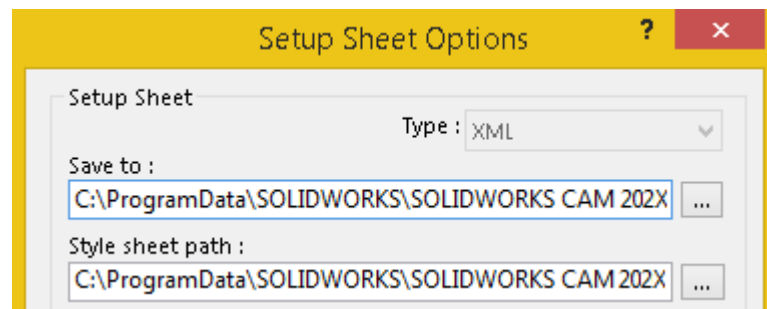 Setup Sheet Options ? ×
Setup Sheet
Type : XML
Save to :
C:\ProgramData\SOLIDWORKS\SOLIDWORKS CAM 202X ...
Style sheet path :
C:\ProgramData\SOLIDWORKS\SOLIDWORKS CAM 202X ...